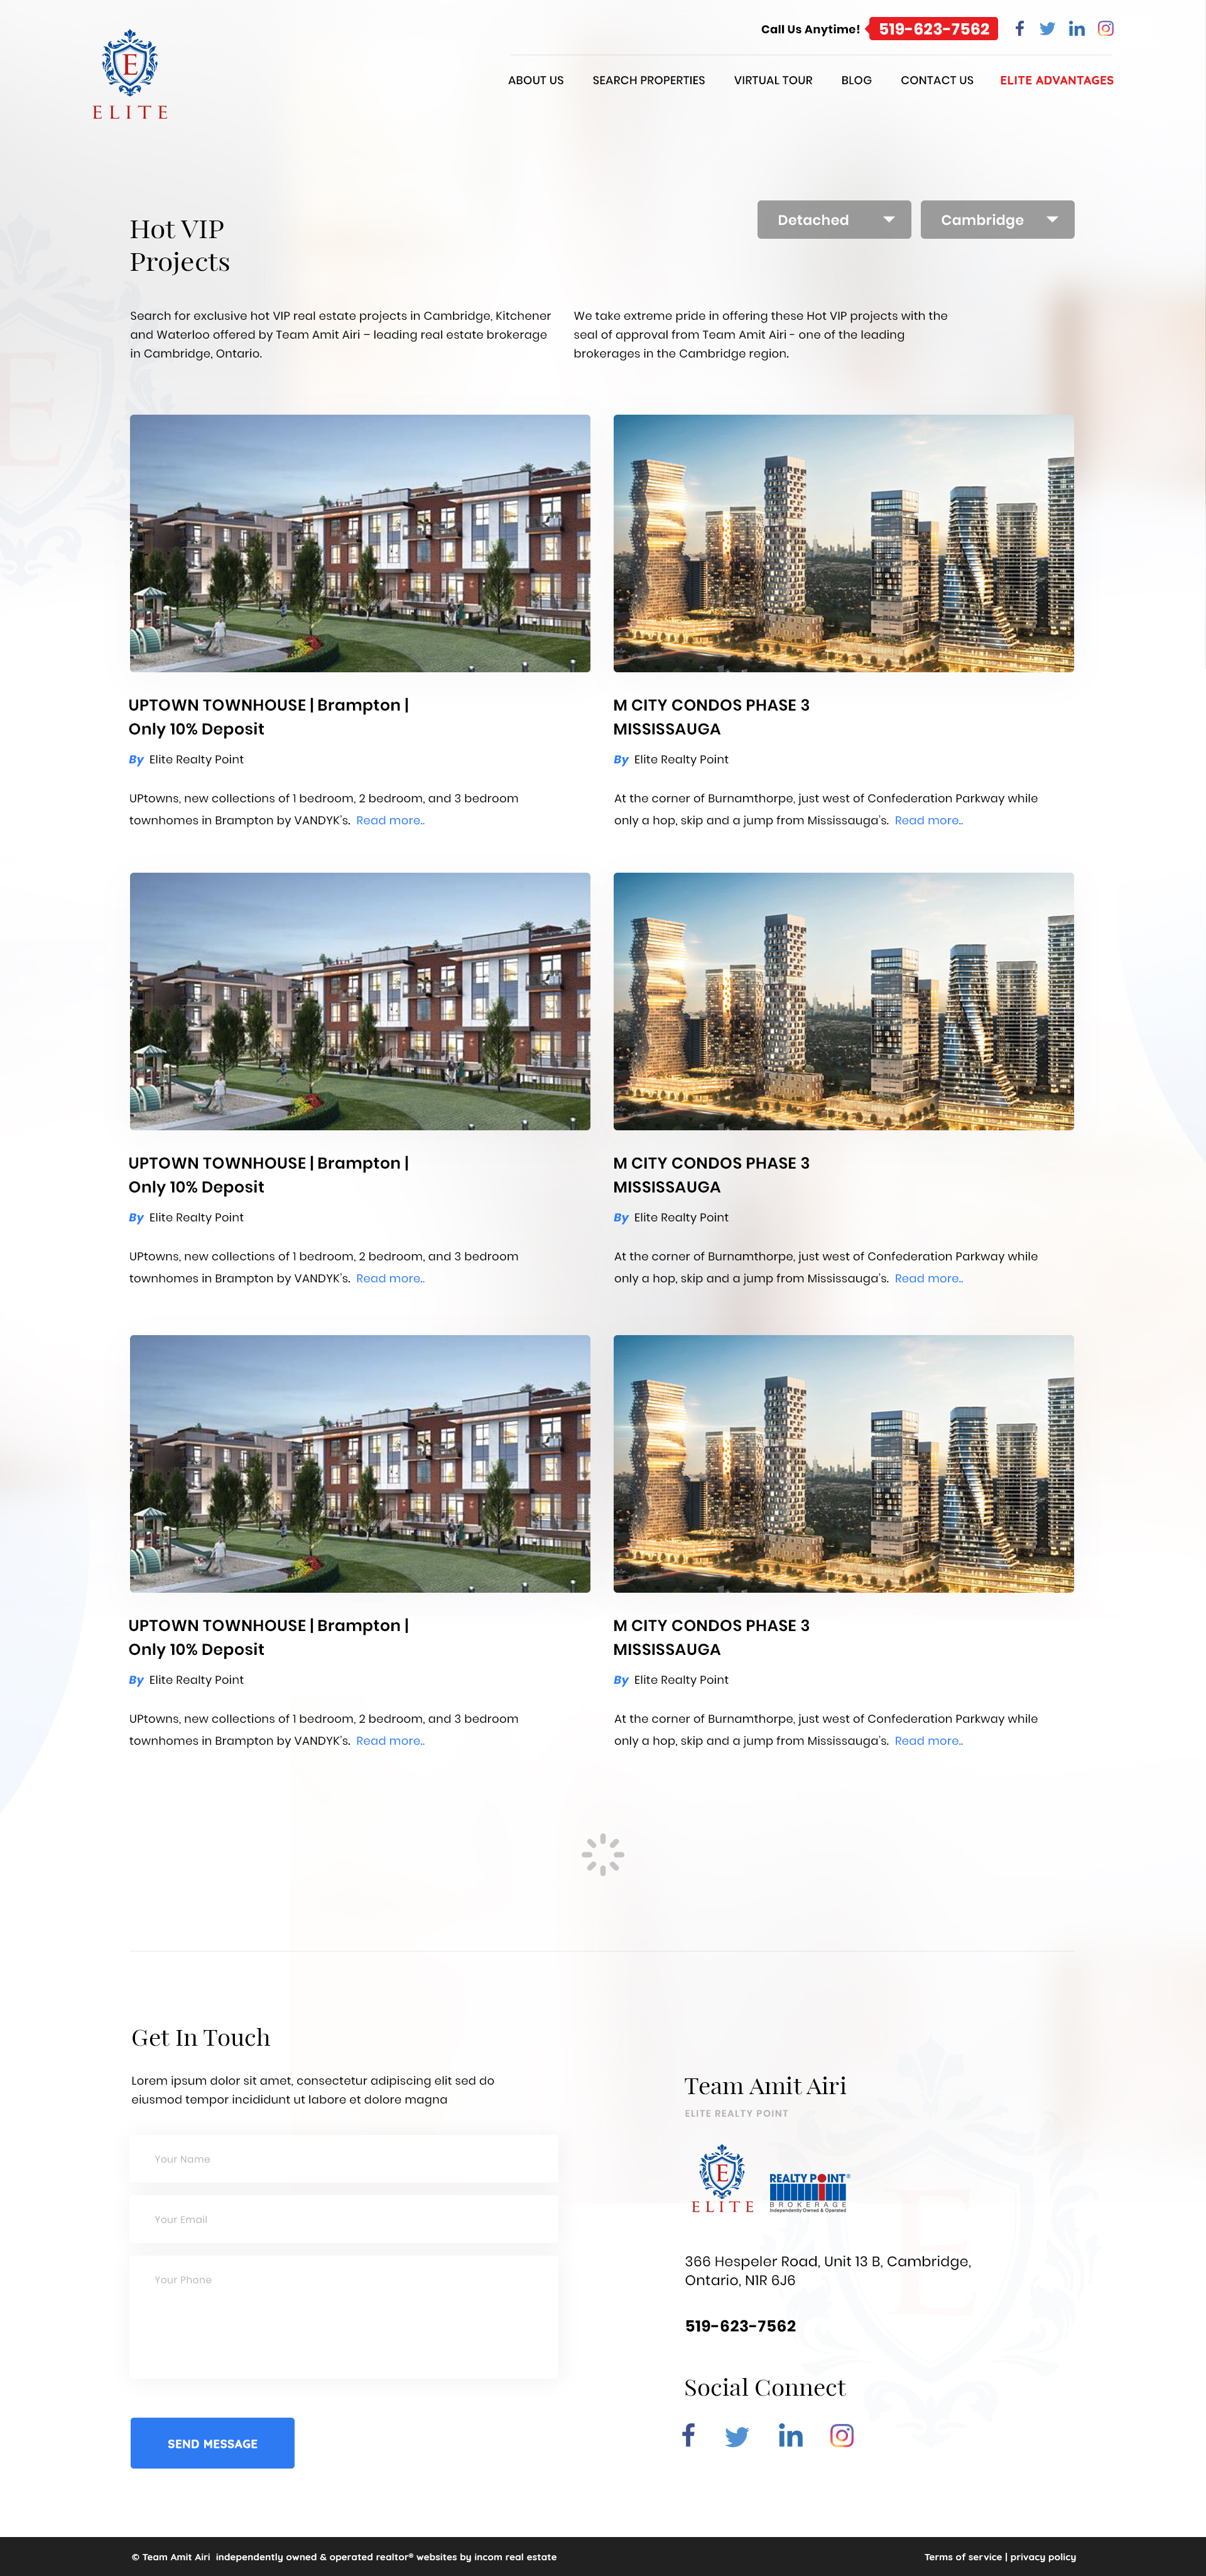 Call Us Anytime! 519-623-7562
E
ELITE
ABOUT US SEARCH PROPERTIES VIRTUAL TOUR BLOG CONTACT US ELITE ADVANTAGES
Hot VIP
Projects
Detached Cambridge
Search for exclusive hot VIP real estate projects in Cambridge, Kitchener
and Waterloo offered by Team Amit Airi – leading real estate brokerage
in Cambridge, Ontario.
We take extreme pride in offering these Hot VIP projects with the
seal of approval from Team Amit Airi - one of the leading
brokerages in the Cambridge region.
E
UPTOWN TOWNHOUSE | Brampton |
Only 10% Deposit
By Elite Realty Point
UPtowns, new collections of 1 bedroom, 2 bedroom, and 3 bedroom
townhomes in Brampton by VANDYK's. Read more..
M CITY CONDOS PHASE 3
MISSISSAUGA
By Elite Realty Point
At the corner of Burnamthorpe, just west of Confederation Parkway while
only a hop, skip and a jump from Mississauga's. Read more..
UPTOWN TOWNHOUSE | Brampton |
Only 10% Deposit
By Elite Realty Point
UPtowns, new collections of 1 bedroom, 2 bedroom, and 3 bedroom
townhomes in Brampton by VANDYK's. Read more..
M CITY CONDOS PHASE 3
MISSISSAUGA
By Elite Realty Point
At the corner of Burnamthorpe, just west of Confederation Parkway while
only a hop, skip and a jump from Mississauga's. Read more..
UPTOWN TOWNHOUSE | Brampton |
Only 10% Deposit
By Elite Realty Point
UPtowns, new collections of 1 bedroom, 2 bedroom, and 3 bedroom
townhomes in Brampton by VANDYK's. Read more..
M CITY CONDOS PHASE 3
MISSISSAUGA
By Elite Realty Point
At the corner of Burnamthorpe, just west of Confederation Parkway while
only a hop, skip and a jump from Mississauga's. Read more..
Get In Touch
Lorem ipsum dolor sit amet, consectetur adipiscing elit sed do
eiusmod tempor incididunt ut labore et dolore magna
Your Name
Your Email
Your Phone
SEND MESSAGE
Team Amit Airi
ELITE REALTY POINT
E
ELITE
REALTY POINT®
BROKERAGE
Independently Owned & Operated
E
366 Hespeler Road, Unit 13 B, Cambridge,
Ontario, N1R 6J6
519-623-7562
Social Connect
© Team Amit Airi independently owned & operated realtor® websites by incom real estate
Terms of service | privacy policy